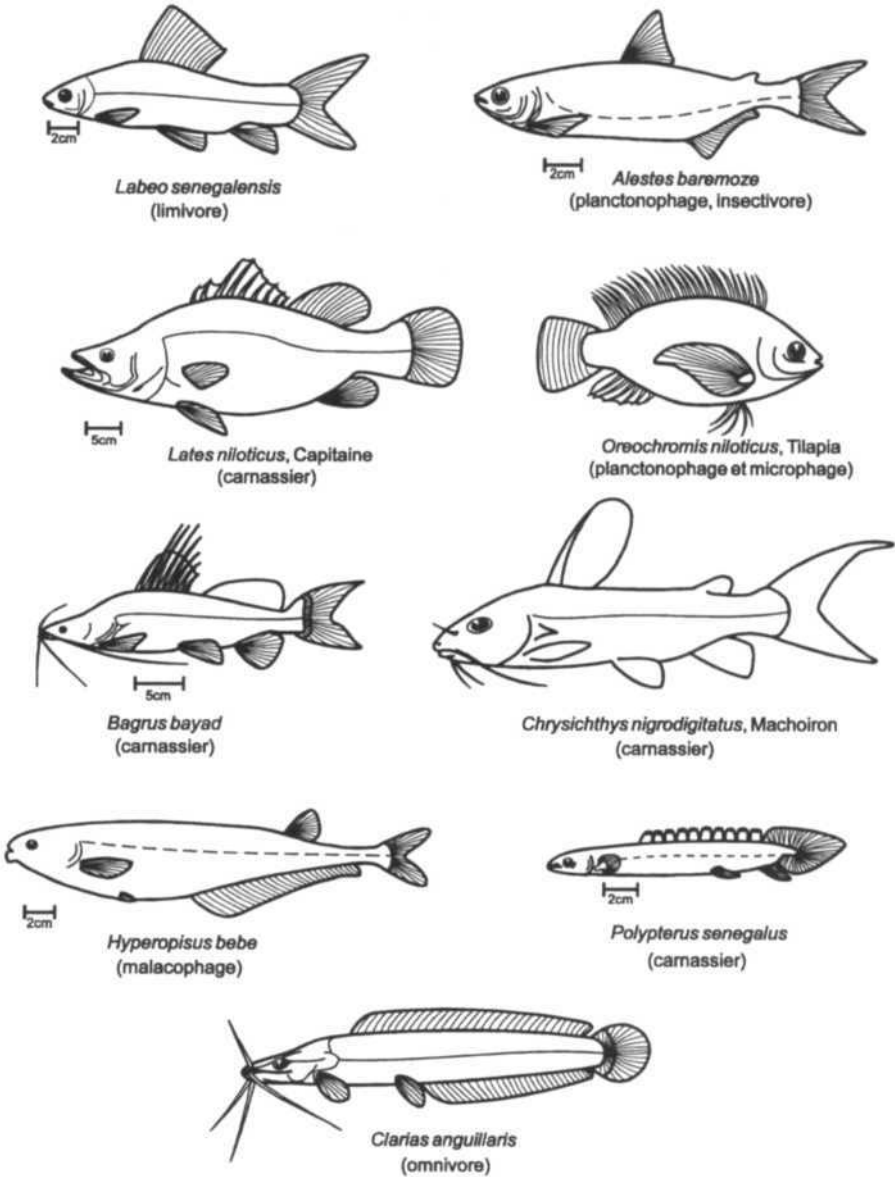 2cm
Labeo senegalensis
(limivore)
2cm
Alestes baremoze
(planctonophage, insectivore)
5cm
Lates niloticus, Capitaine
(carnassier)
Oreochromis niloticus, Tilapia
(planctonophage et microphage)
5cm
Bagrus bayad
(carnassier)
Chrysichthys nigrodigitatus, Machoiron
(carnassier)
2cm
Hyperopisus bebe
(malacophage)
2cm
Polypterus senegalus
(carnassier)
Clarias anguillaris
(omnivore)